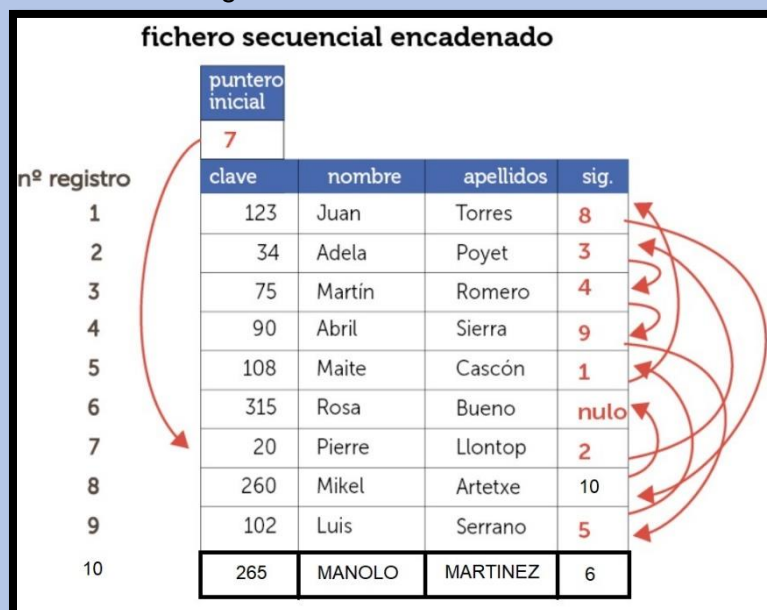 fichero secuencial encadenado
puntero
inicial
7
nº registro clave nombre apellidos sig.
1 123 Juan Torres 8
2 34 Adela Poyet 3
3 75 Martín Romero 4
4 90 Abril Sierra 9
5 108 Maite Cascón 1
6 315 Rosa Bueno nulo
7 20 Pierre Llontop 2
8 260 Mikel Artetxe 10
9 102 Luis Serrano 5
10 265 MANOLO MARTINEZ 6